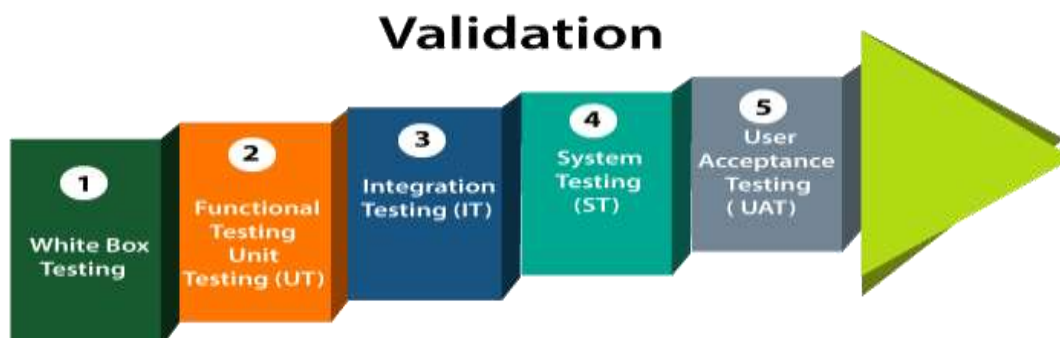 Validation
1
White Box
Testing
2
Functional
Testing
Unit
Testing (UT)
3
Integration
Testing (IT)
4
System
Testing
(ST)
5
User
Acceptance
Testing
( UAT)